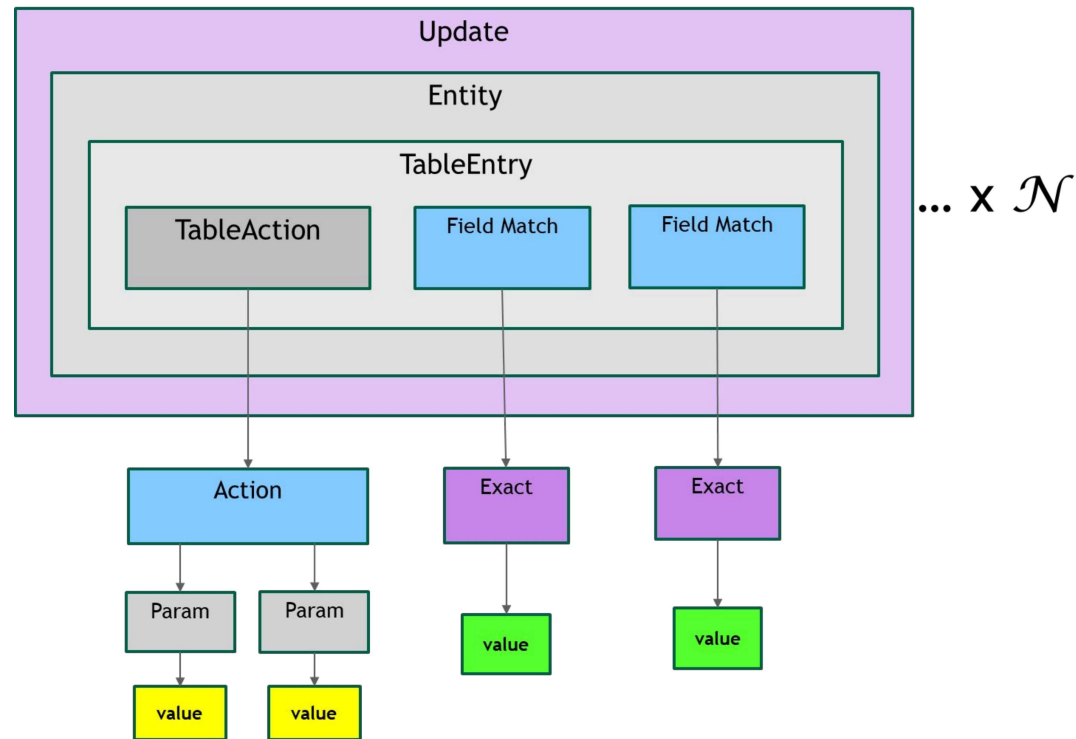 Update
Entity
TableEntry
TableAction
Field Match
Field Match
... x 𝒩
Action
Exact
Exact
Param
Param
value
value
value
value